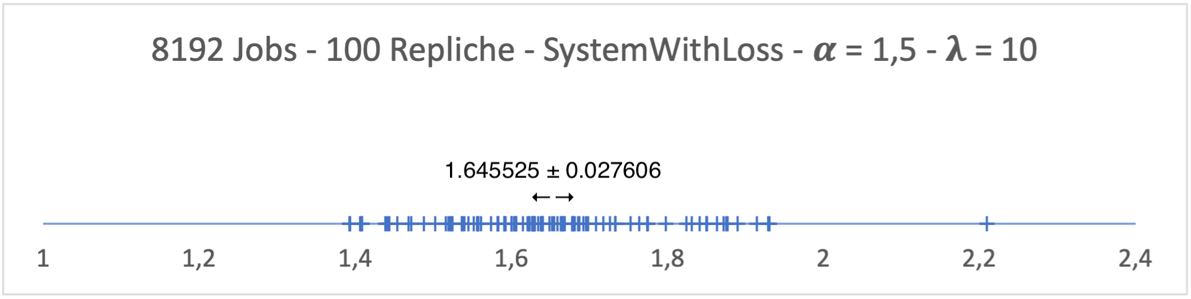 8192 Jobs - 100 Repliche - SystemWithLoss - α = 1,5 - λ = 10
1.645525 ± 0.027606
1 1,2 1,4 1,6 1,8 2 2,2 2,4